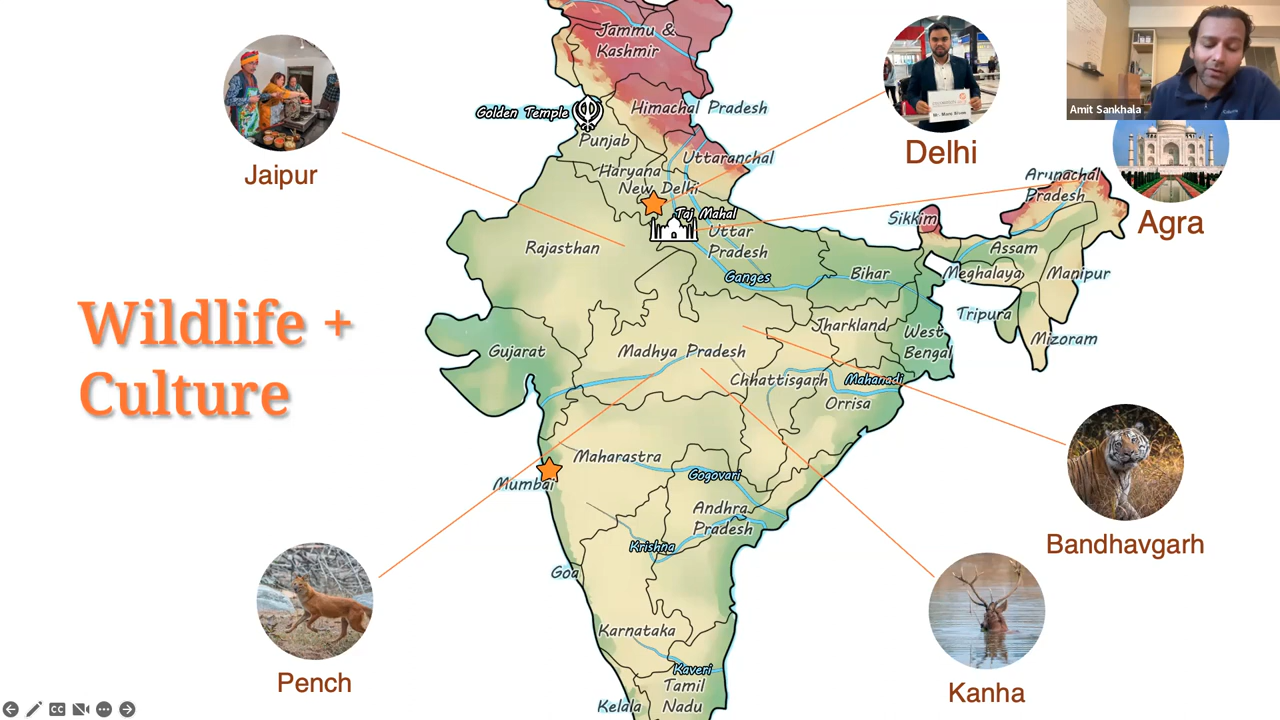 Jammu &
Kashmir
Amit Sankhala
Golden Temple
Himachal Pradesh
Punjab
Delhi
Jaipur
Uttaranchal
Haryana
New Delhi
Arunachal
Pradesh
Taj Mahal
Sikkim
Agra
Uttar
Pradesh
Rajasthan
Assam
Ganges
Bihar
Meghalaya
Manipur
Wildlife +
Culture
Tripura
Jharkland
West
Bengal
Mizoram
Gujarat
Madhya Pradesh
Chhattisgarh
Mahanadi
Orrisa
Maharastra
Gogovari
Mumbai
Andhra
Pradesh
Krishna
Bandhavgarh
Goa
Karnataka
Kaveri
Pench
Tamil
Nadu
Kanha
Kelala
CC